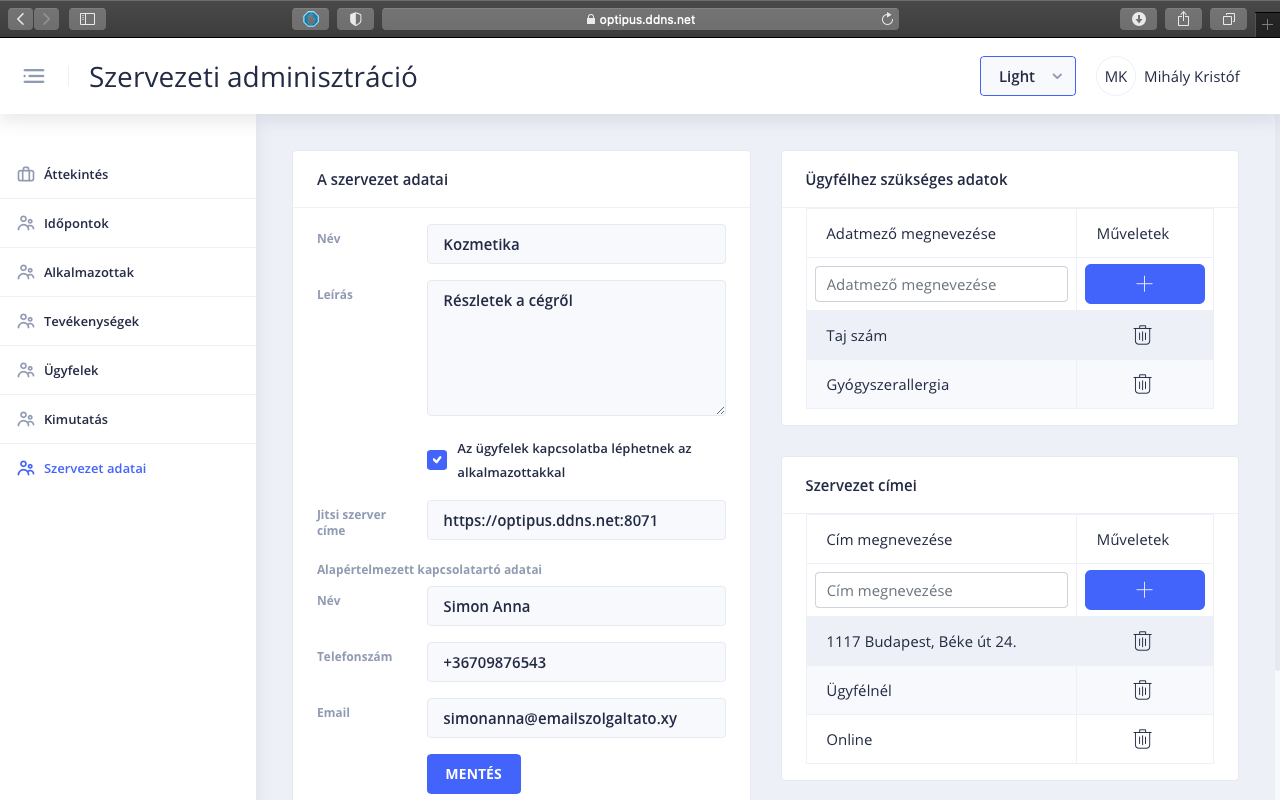 optipus.ddns.net
Szervezeti adminisztráció
Light
MK
Mihály Kristóf
Áttekintés
Időpontok
Alkalmazottak
Tevékenységek
Ügyfelek
Kimutatás
Szervezet adatai
A szervezet adatai
Név
Kozmetika
Leírás
Részletek a cégről
Az ügyfelek kapcsolatba léphetnek az
alkalmazottakkal
Jitsi szerver
címe
https://optipus.ddns.net:8071
Alapértelmezett kapcsolatartó adatai
Név
Simon Anna
Telefonszám
+36709876543
Email
simonanna@emailszolgaltato.xy
MENTÉS
Ügyfélhez szükséges adatok
Adatmező megnevezése
Műveletek
Adatmező megnevezése
Taj szám
Gyógyszerallergia
Szervezet címei
Cím megnevezése
Műveletek
Cím megnevezése
1117 Budapest, Béke út 24.
Ügyfélnél
Online